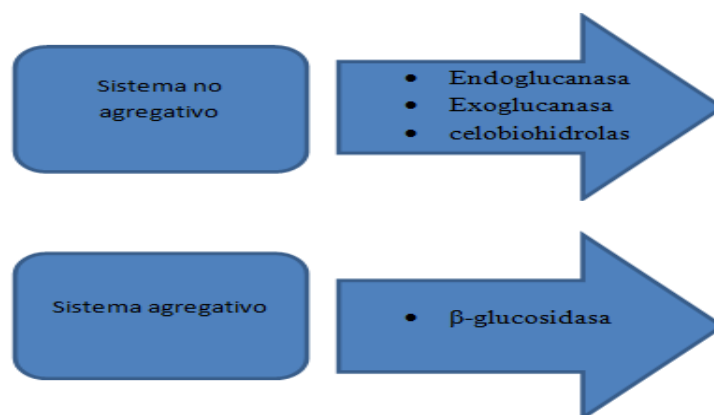 Sistema no
agregativo
• Endoglucanasa
• Exoglucanasa
• celobiohidrolas
Sistema agregativo
• β-glucosidasa